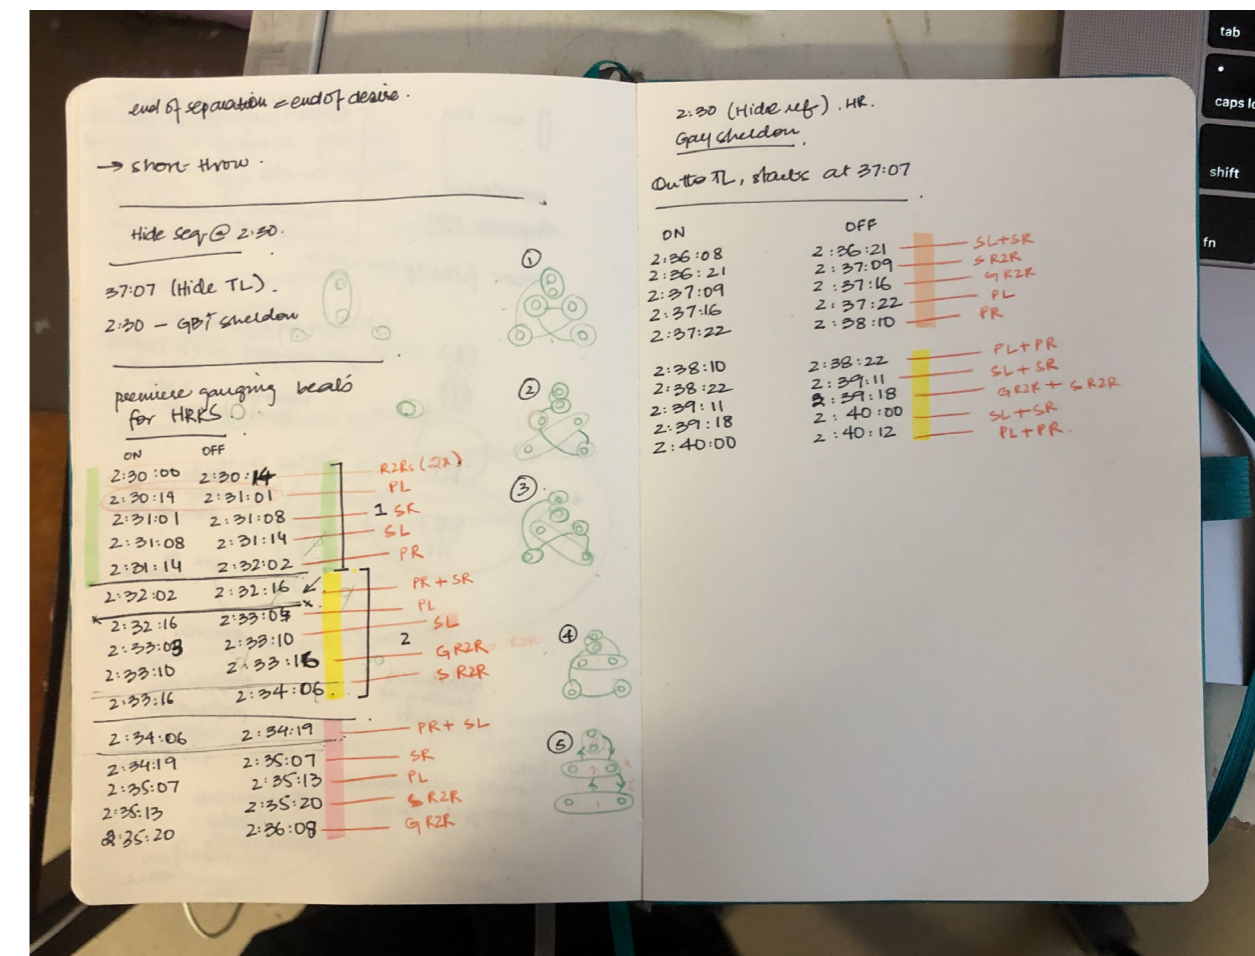 end of separation = end of desire.
→ short throw.
Hide seq @ 2:30.
37:07 (Hide TL).
2:30 – GBT Sheldon
premiere gauging beats
for HRRS
ON OFF
2:30:00 2:30:14 R2Rs (2x)
2:30:14 2:31:01 PL
2:31:01 2:31:08 SR
1
2:31:08 2:31:14 SL
2:31:14 2:32:02 PR
2:32:02 2:32:16 PR + SR
2:32:16 2:33:03 PL
2:33:03 2:33:10 SL
2
2:33:10 2:33:16 GR2R
2:33:16 2:34:06 S R2R
2:34:06 2:34:19 PR + SL
2:34:19 2:35:07 SR
2:35:07 2:35:13 PL
2:35:13 2:35:20 S R2R
2:35:20 2:36:08 GR2R
1
2
3
4
5
2:30 (Hide ref). HR.
Gay Sheldon.
On the TL, starts at 37:07
ON OFF
2:36:08 2:36:21 SL+SR
2:36:21 2:37:09 S R2R
2:37:09 2:37:16 GR2R
2:37:16 2:37:22 PL
2:37:22 2:38:10 PR
2:38:10 2:38:22 PL+PR
2:38:22 2:39:11 SL+SR
2:39:11 2:39:18 GR2R + S R2R
2:39:18 2:40:00 SL+SR
2:40:00 2:40:12 PL+PR.
tab
caps lo
shift
fn